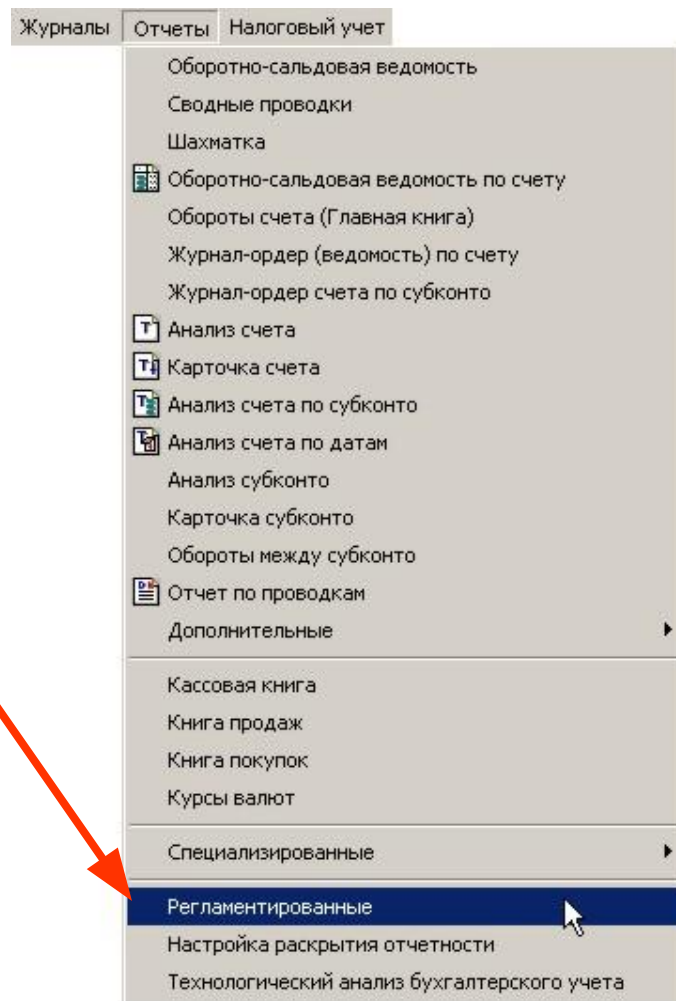 Журналы Отчеты Налоговый учет
Оборотно-сальдовая ведомость
Сводные проводки
Шахматка
Оборотно-сальдовая ведомость по счету
Обороты счета (Главная книга)
Журнал-ордер (ведомость) по счету
Журнал-ордер счета по субконто
Анализ счета
Карточка счета
Анализ счета по субконто
Анализ счета по датам
Анализ субконто
Карточка субконто
Обороты между субконто
Отчет по проводкам
Дополнительные
Кассовая книга
Книга продаж
Книга покупок
Курсы валют
Специализированные
Регламентированные
Настройка раскрытия отчетности
Технологический анализ бухгалтерского учета